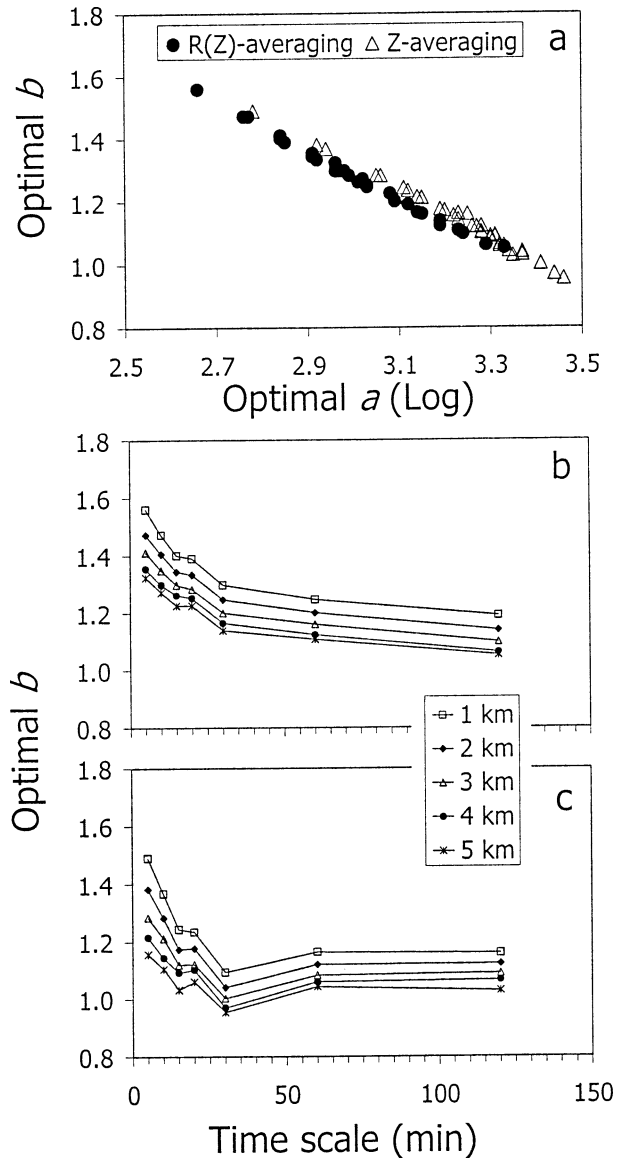 1.8
● R(Z)-averaging △ Z-averaging
a
1.6
1.4
1.2
1.0
0.8
Optimal b
2.5 2.7 2.9 3.1 3.3 3.5
Optimal a (Log)
1.8
b
1.6
1.4
1.2
1.0
0.8
Optimal b
1 km
2 km
3 km
4 km
5 km
1.8
c
1.6
1.4
1.2
1.0
0.8
0 50 100 150
Time scale (min)